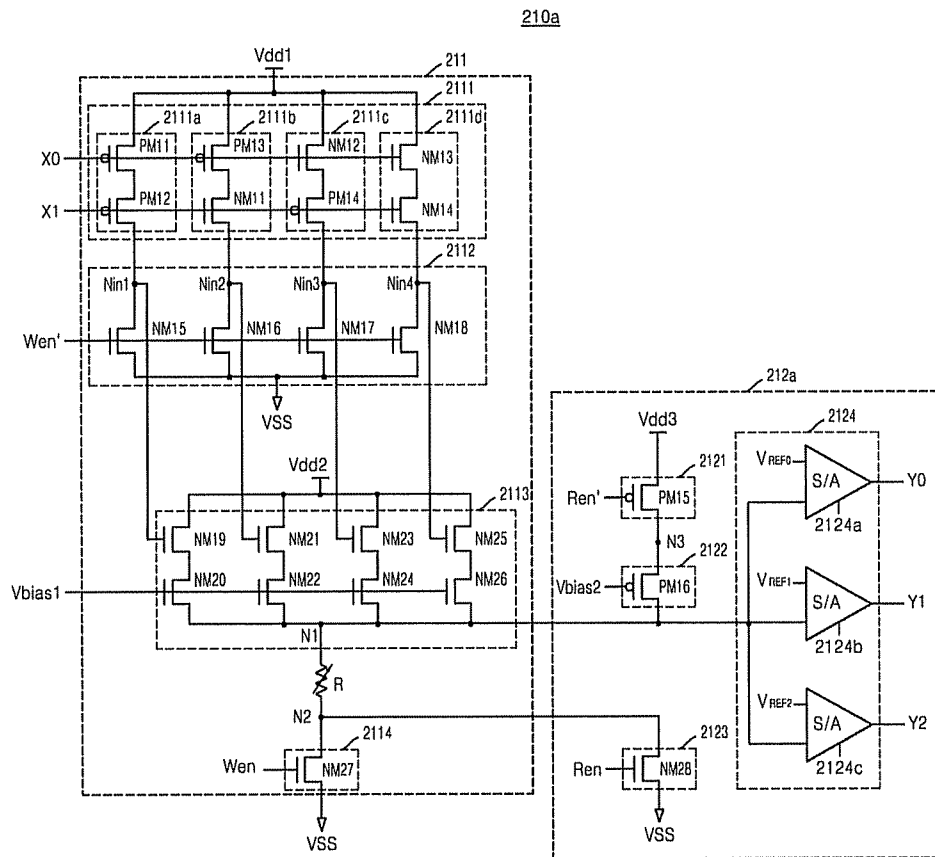 210a
Vdd1
211
2111
2111a
2111b
2111c
2111d
X0
PM11
PM13
NM12
NM13
X1
PM12
NM11
PM14
NM14
2112
Nin1
Nin2
Nin3
Nin4
Wen'
NM15
NM16
NM17
NM18
VSS
212a
Vdd2
2113
Vdd3
2121
2124
NM19
NM21
NM23
NM25
Ren'
PM15
VREF0
S/A
Y0
2124a
N3
2122
Vbias1
NM20
NM22
NM24
NM26
Vbias2
PM16
VREF1
S/A
Y1
2124b
N1
R
N2
2114
2123
VREF2
S/A
Y2
2124c
Wen
NM27
Ren
NM28
VSS
VSS